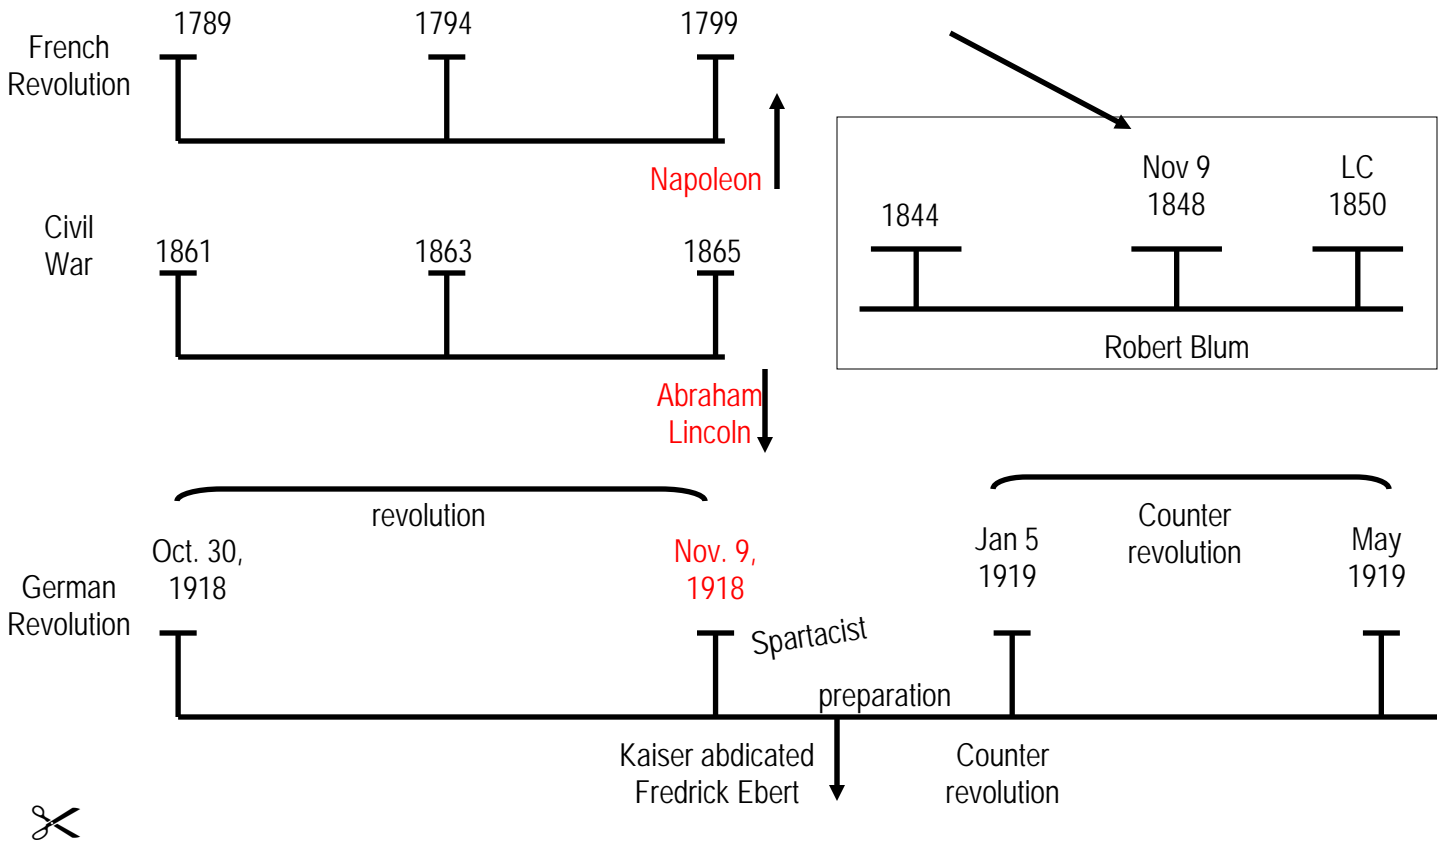 French
Revolution
1789
1794
1799
Napoleon
Civil
War
1861
1863
1865
Abraham
Lincoln
1844
Nov 9
1848
LC
1850
Robert Blum
German
Revolution
revolution
Oct. 30,
1918
Nov. 9,
1918
Spartacist
preparation
Kaiser abdicated
Fredrick Ebert
Jan 5
1919
Counter
revolution
May
1919
Counter
revolution